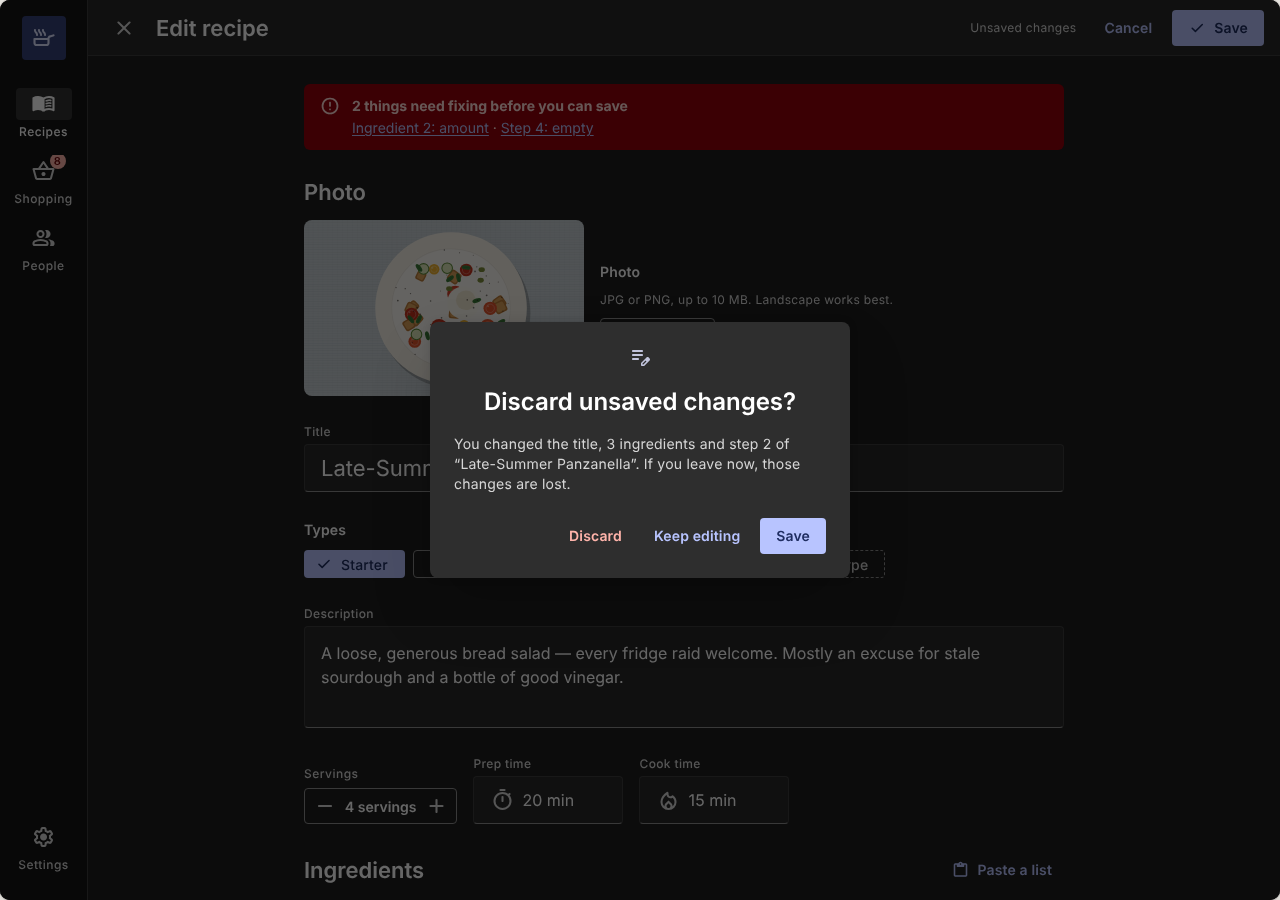 Edit recipe
Unsaved changes
Cancel
Save
Recipes
8
Shopping
People
Settings
2 things need fixing before you can save
Ingredient 2: amount · Step 4: empty
Photo
Photo
JPG or PNG, up to 10 MB. Landscape works best.
Title
Late-Summ
Discard unsaved changes?
You changed the title, 3 ingredients and step 2 of
“Late-Summer Panzanella”. If you leave now, those
changes are lost.
Discard
Keep editing
Save
Types
Starter
pe
Description
A loose, generous bread salad — every fridge raid welcome. Mostly an excuse for stale
sourdough and a bottle of good vinegar.
Servings
4 servings
Prep time
20 min
Cook time
15 min
Ingredients
Paste a list